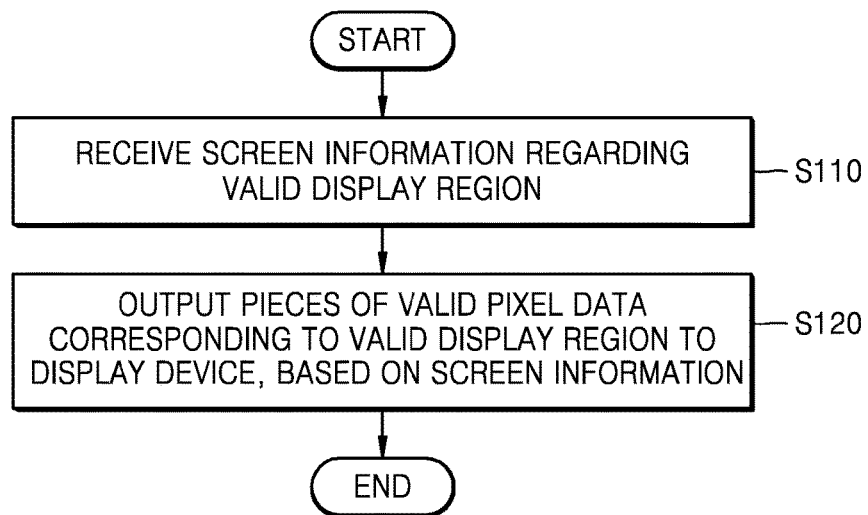 START
RECEIVE SCREEN INFORMATION REGARDING
VALID DISPLAY REGION
S110
OUTPUT PIECES OF VALID PIXEL DATA
CORRESPONDING TO VALID DISPLAY REGION TO
DISPLAY DEVICE, BASED ON SCREEN INFORMATION
S120
END